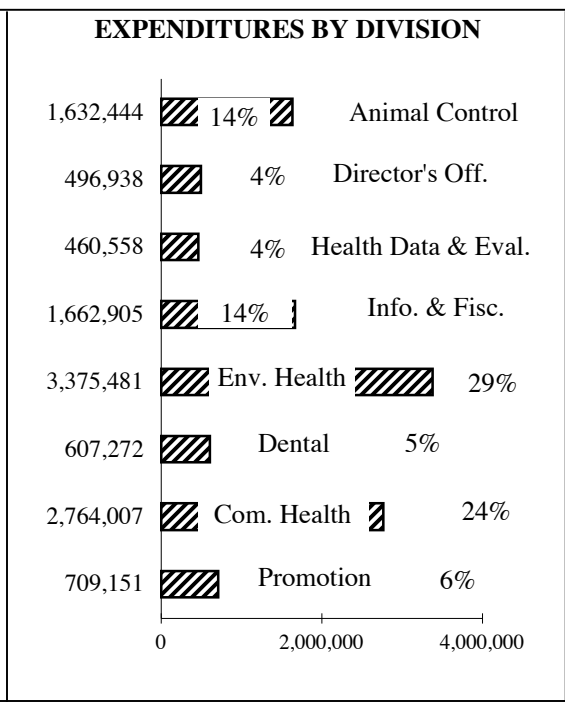 EXPENDITURES BY DIVISION
1,632,444 14% Animal Control
496,938 4% Director's Off.
460,558 4% Health Data & Eval.
1,662,905 14% Info. & Fisc.
3,375,481 Env. Health 29%
607,272 Dental 5%
2,764,007 Com. Health 24%
709,151 Promotion 6%
0 2,000,000 4,000,000